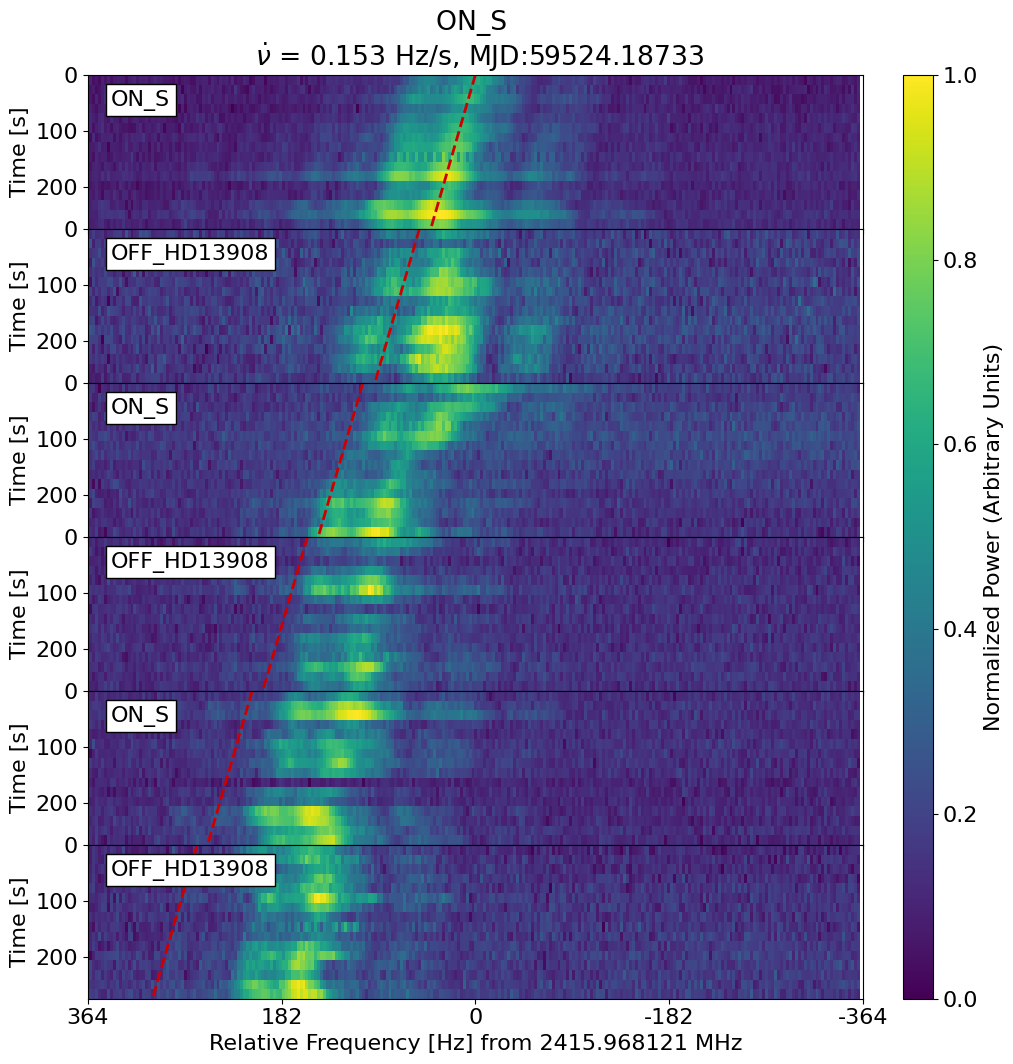 ON_S
ν̇ = 0.153 Hz/s, MJD:59524.18733
0
100
200
Time [s]
ON_S
0
100
200
Time [s]
OFF_HD13908
0
100
200
Time [s]
ON_S
0
100
200
Time [s]
OFF_HD13908
0
100
200
Time [s]
ON_S
0
100
200
Time [s]
OFF_HD13908
364
182
0
-182
-364
Relative Frequency [Hz] from 2415.968121 MHz
1.0
0.8
0.6
0.4
0.2
0.0
Normalized Power (Arbitrary Units)